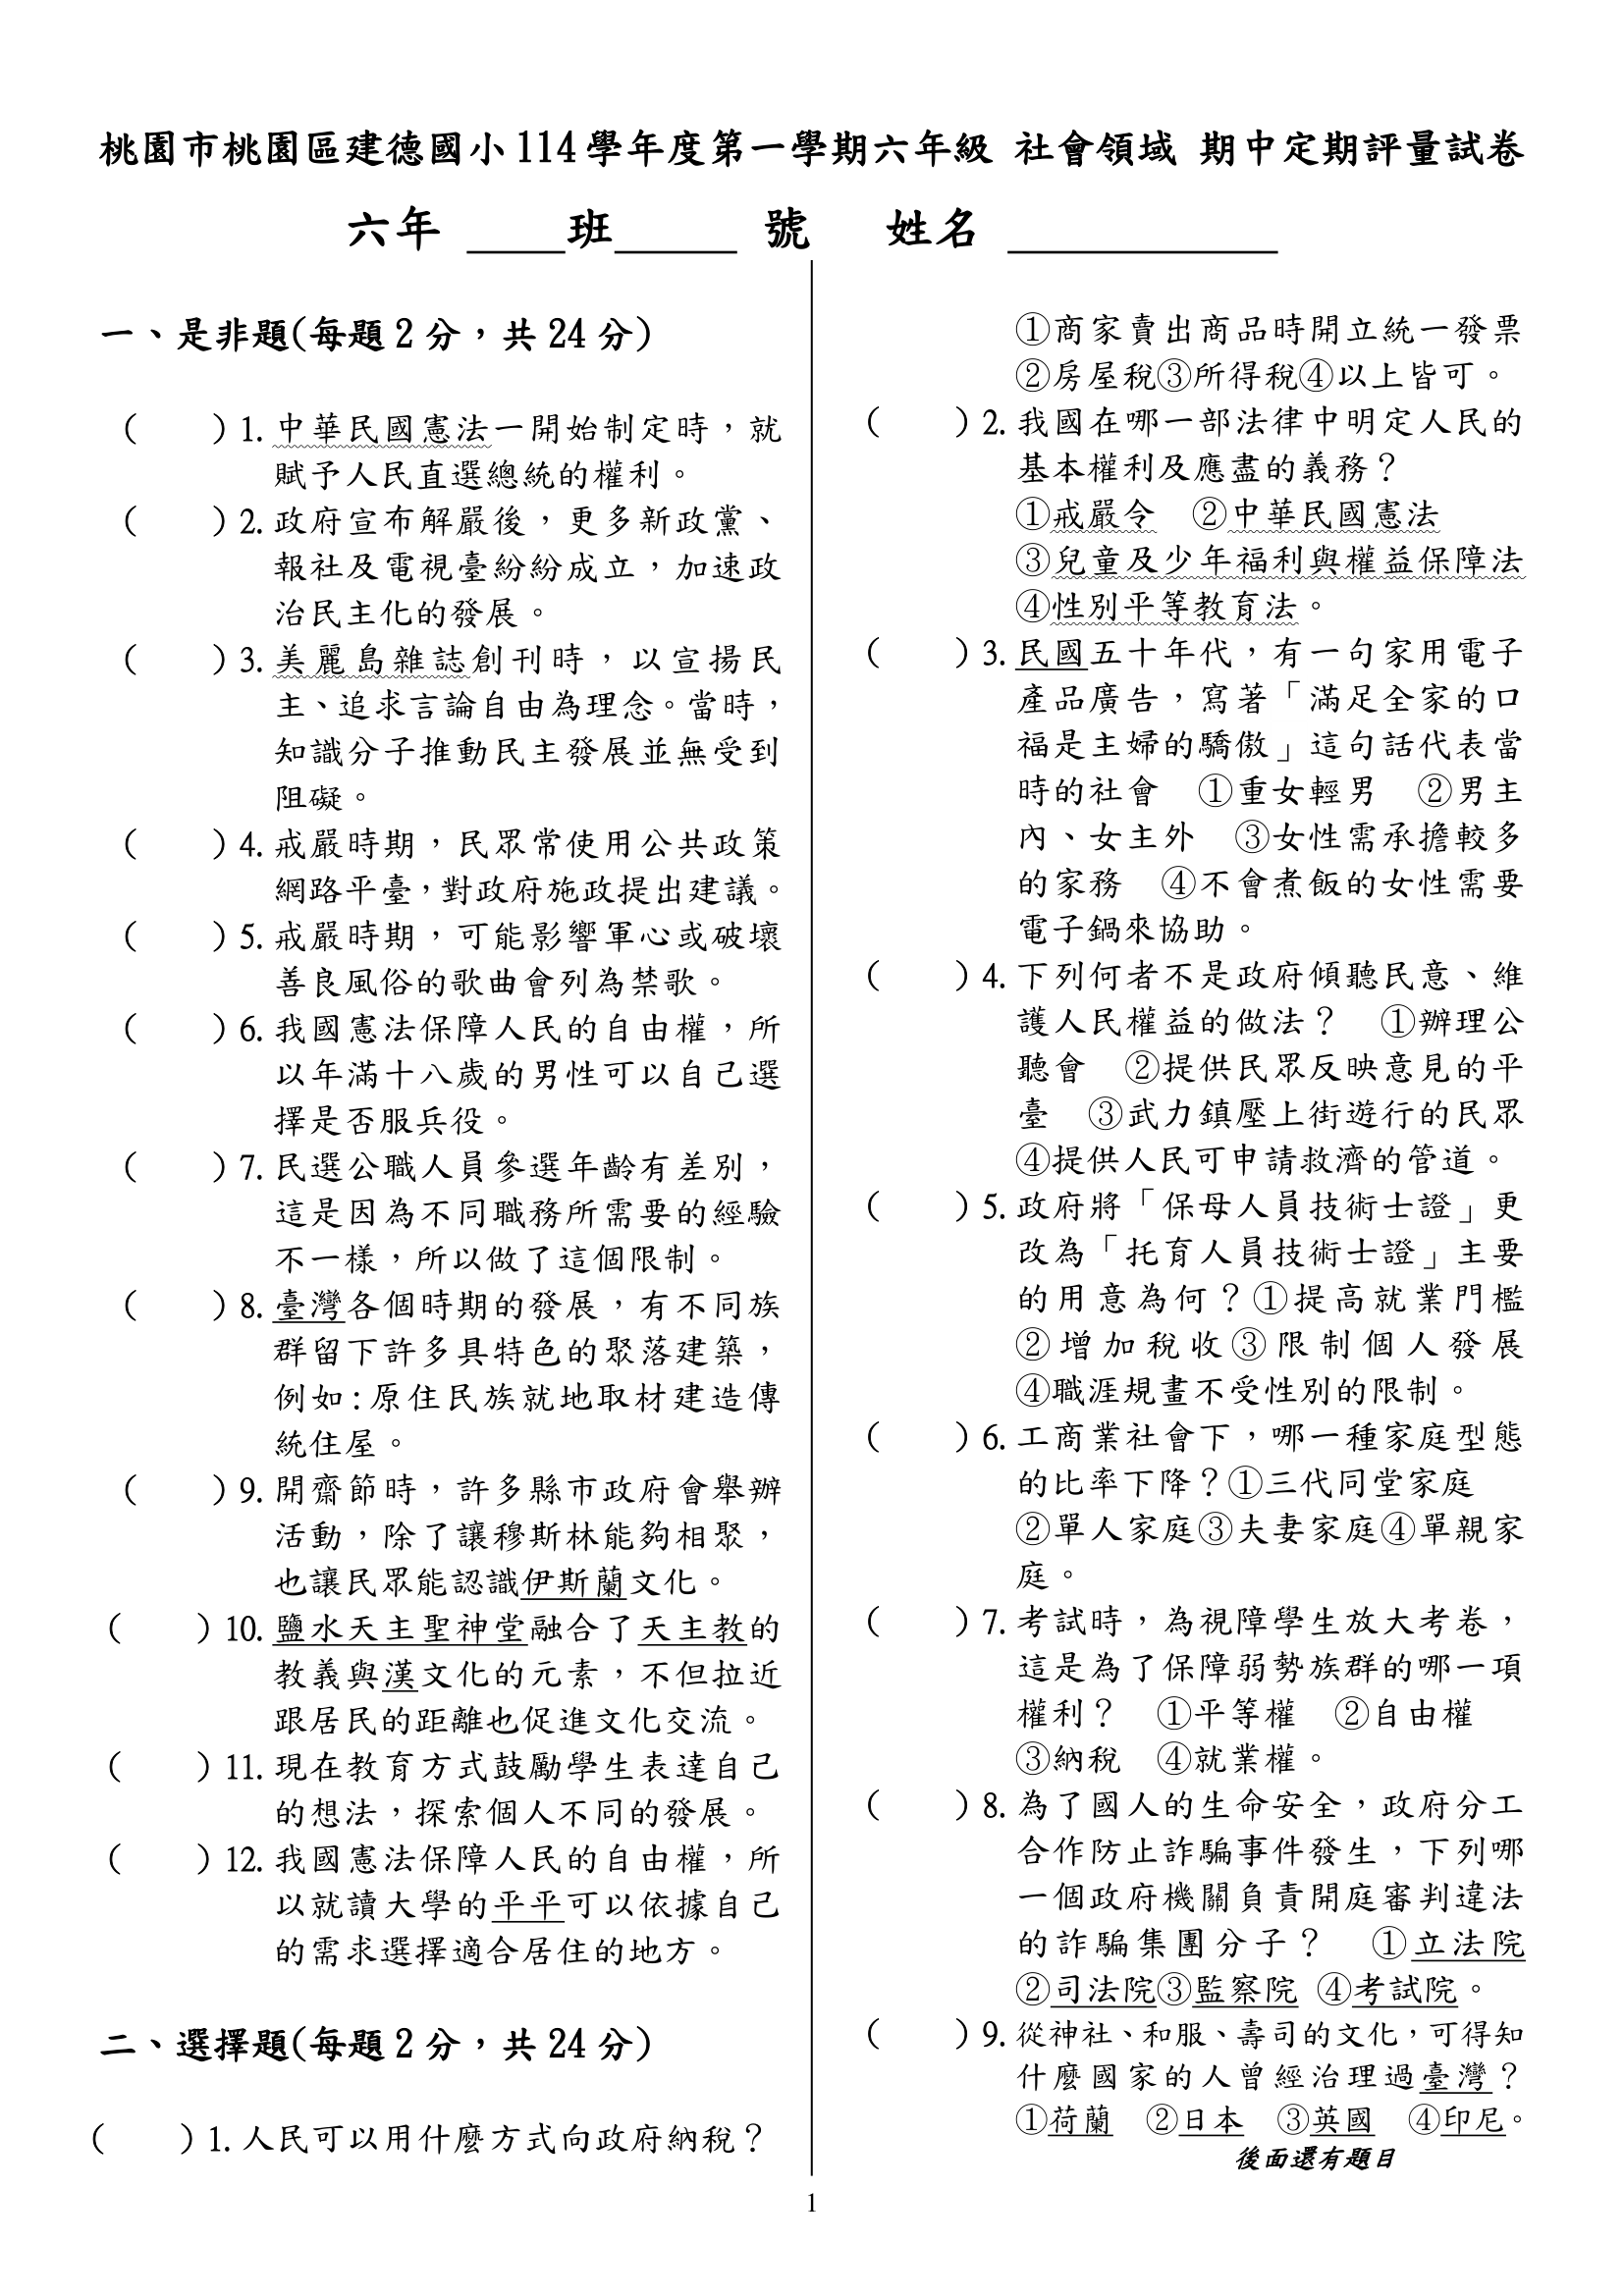 桃園市桃園區建德國小114學年度第一學期六年級 社會領域 期中定期評量試卷
六年 ____班_____ 號 姓名 ___________
一、是非題(每題2分，共24分)
( )1.中華民國憲法一開始制定時，就
賦予人民直選總統的權利。
( )2.政府宣布解嚴後，更多新政黨、
報社及電視臺紛紛成立，加速政
治民主化的發展。
( )3.美麗島雜誌創刊時，以宣揚民
主、追求言論自由為理念。當時，
知識分子推動民主發展並無受到
阻礙。
( )4.戒嚴時期，民眾常使用公共政策
網路平臺，對政府施政提出建議。
( )5.戒嚴時期，可能影響軍心或破壞
善良風俗的歌曲會列為禁歌。
( )6.我國憲法保障人民的自由權，所
以年滿十八歲的男性可以自己選
擇是否服兵役。
( )7.民選公職人員參選年齡有差別，
這是因為不同職務所需要的經驗
不一樣，所以做了這個限制。
( )8.臺灣各個時期的發展，有不同族
群留下許多具特色的聚落建築，
例如:原住民族就地取材建造傳
統住屋。
( )9.開齋節時，許多縣市政府會舉辦
活動，除了讓穆斯林能夠相聚，
也讓民眾能認識伊斯蘭文化。
( )10.鹽水天主聖神堂融合了天主教的
教義與漢文化的元素，不但拉近
跟居民的距離也促進文化交流。
( )11.現在教育方式鼓勵學生表達自己
的想法，探索個人不同的發展。
( )12.我國憲法保障人民的自由權，所
以就讀大學的平平可以依據自己
的需求選擇適合居住的地方。
二、選擇題(每題2分，共24分)
( )1.人民可以用什麼方式向政府納稅？
①商家賣出商品時開立統一發票
②房屋稅③所得稅④以上皆可。
( )2.我國在哪一部法律中明定人民的
基本權利及應盡的義務？
①戒嚴令 ②中華民國憲法
③兒童及少年福利與權益保障法
④性別平等教育法。
( )3.民國五十年代，有一句家用電子
產品廣告，寫著「滿足全家的口
福是主婦的驕傲」這句話代表當
時的社會 ①重女輕男 ②男主
內、女主外 ③女性需承擔較多
的家務 ④不會煮飯的女性需要
電子鍋來協助。
( )4.下列何者不是政府傾聽民意、維
護人民權益的做法？ ①辦理公
聽會 ②提供民眾反映意見的平
臺 ③武力鎮壓上街遊行的民眾
④提供人民可申請救濟的管道。
( )5.政府將「保母人員技術士證」更
改為「托育人員技術士證」主要
的用意為何？①提高就業門檻
②增加稅收③限制個人發展
④職涯規畫不受性別的限制。
( )6.工商業社會下，哪一種家庭型態
的比率下降？①三代同堂家庭
②單人家庭③夫妻家庭④單親家
庭。
( )7.考試時，為視障學生放大考卷，
這是為了保障弱勢族群的哪一項
權利？ ①平等權 ②自由權
③納稅 ④就業權。
( )8.為了國人的生命安全，政府分工
合作防止詐騙事件發生，下列哪
一個政府機關負責開庭審判違法
的詐騙集團分子？ ①立法院
②司法院③監察院 ④考試院。
( )9.從神社、和服、壽司的文化，可得知
什麼國家的人曾經治理過臺灣？
①荷蘭 ②日本 ③英國 ④印尼。
後面還有題目
1